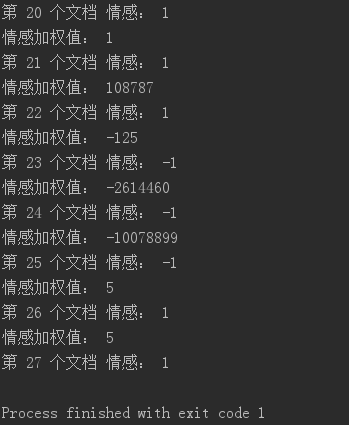 第 20 个文档 情感： 1
情感加权值： 1
第 21 个文档 情感： 1
情感加权值： 108787
第 22 个文档 情感： 1
情感加权值： -125
第 23 个文档 情感： -1
情感加权值： -2614460
第 24 个文档 情感： -1
情感加权值： -10078899
第 25 个文档 情感： -1
情感加权值： 5
第 26 个文档 情感： 1
情感加权值： 5
第 27 个文档 情感： 1
Process finished with exit code 1